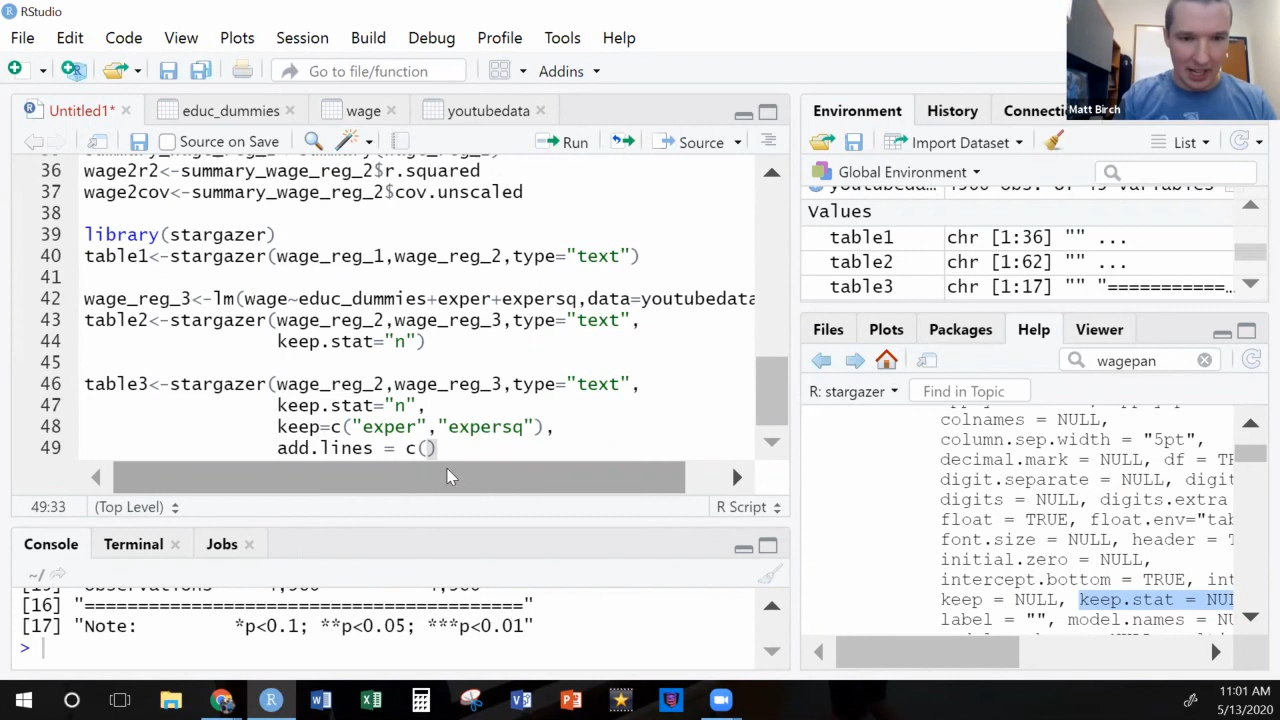 RStudio
File Edit Code View Plots Session Build Debug Profile Tools Help
Go to file/function
Addins
Matt Birch
Untitled1* educ_dummies wage youtubedata
Source on Save Run Source
36 wage2r2<-summary_wage_reg_2$r.squared
37 wage2cov<-summary_wage_reg_2$cov.unscaled
38
39 library(stargazer)
40 table1<-stargazer(wage_reg_1,wage_reg_2,type="text")
41
42 wage_reg_3<-lm(wage~educ_dummies+exper+expersq,data=youtubedata
43 table2<-stargazer(wage_reg_2,wage_reg_3,type="text",
44 keep.stat="n")
45
46 table3<-stargazer(wage_reg_2,wage_reg_3,type="text",
47 keep.stat="n",
48 keep=c("exper","expersq"),
49 add.lines = c()
49:33 (Top Level) R Script
Console Terminal Jobs
~/
[16] "========================================="
[17] "Note: *p<0.1; **p<0.05; ***p<0.01"
>
Environment History Connecti
Import Dataset List
Global Environment
Values
table1 chr [1:36] "" ...
table2 chr [1:62] "" ...
table3 chr [1:17] "===========…
Files Plots Packages Help Viewer
wagepan
R: stargazer Find in Topic
colnames = NULL,
column.sep.width = "5pt",
decimal.mark = NULL, df = TR
digit.separate = NULL, digit
digits = NULL, digits.extra
float = TRUE, float.env="tab
font.size = NULL, header = T
initial.zero = NULL,
intercept.bottom = TRUE, int
keep = NULL, keep.stat = NUL
label = "", model.names = NU
11:01 AM
5/13/2020